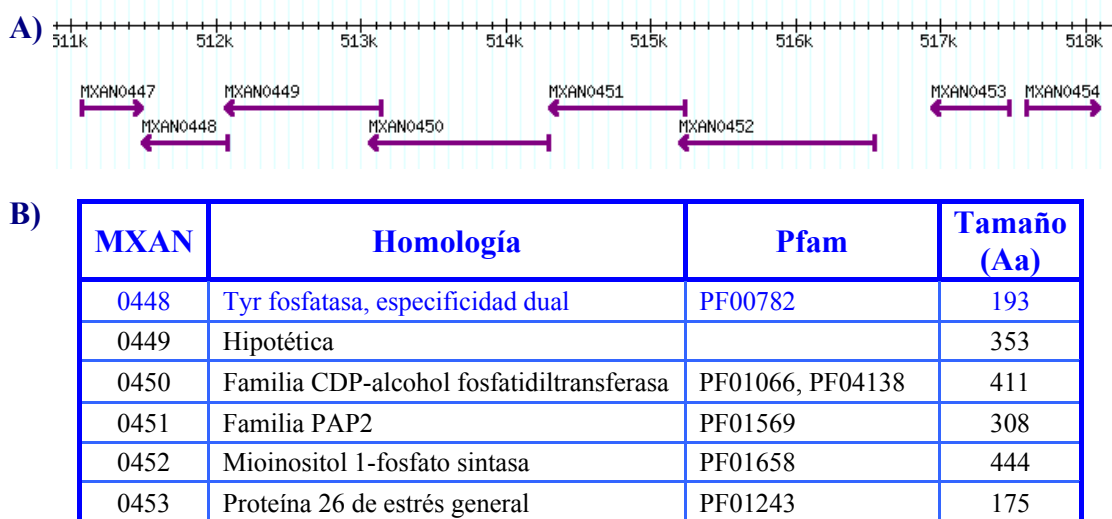 A)
511k 512k 513k 514k 515k 516k 517k 518k
MXAN0447 MXAN0449 MXAN0451 MXAN0453 MXAN0454
MXAN0448 MXAN0450 MXAN0452
B)
MXAN Homología Pfam Tamaño (Aa)
0448 Tyr fosfatasa, especificidad dual PF00782 193
0449 Hipotética 353
0450 Familia CDP-alcohol fosfatidiltransferasa PF01066, PF04138 411
0451 Familia PAP2 PF01569 308
0452 Mioinositol 1-fosfato sintasa PF01658 444
0453 Proteína 26 de estrés general PF01243 175